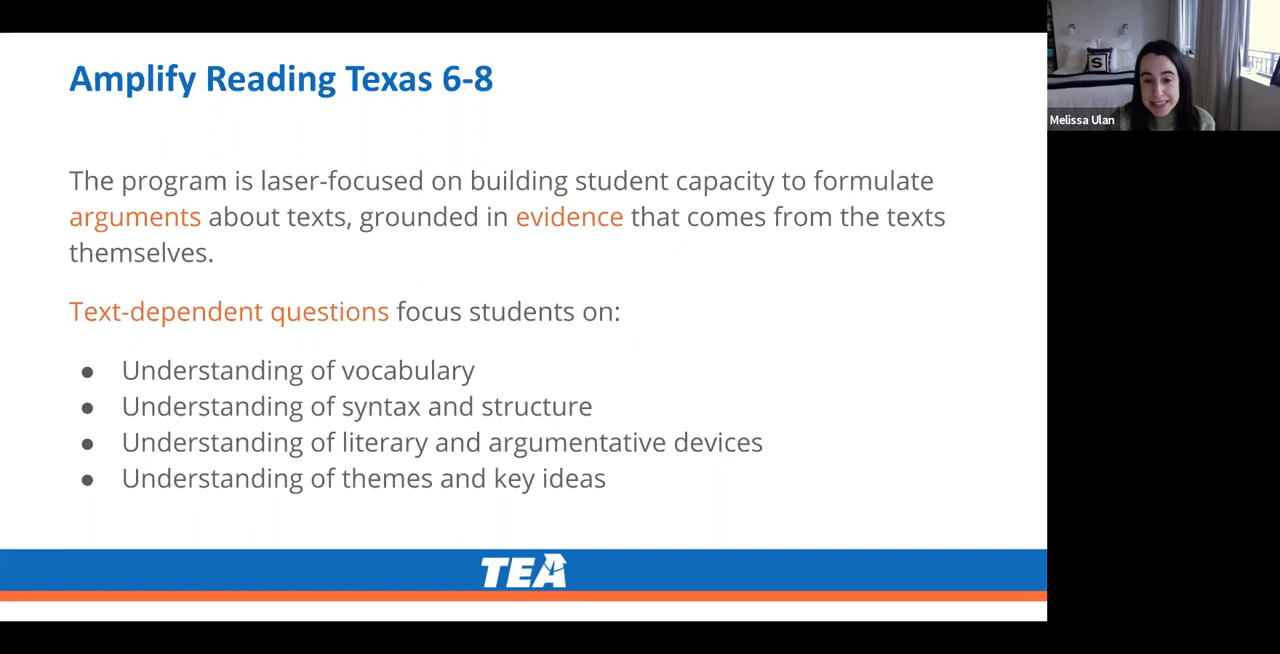 Amplify Reading Texas 6-8
The program is laser-focused on building student capacity to formulate
arguments about texts, grounded in evidence that comes from the texts
themselves.
Text-dependent questions focus students on:
● Understanding of vocabulary
● Understanding of syntax and structure
● Understanding of literary and argumentative devices
● Understanding of themes and key ideas
TEA
S
Melissa Ulan